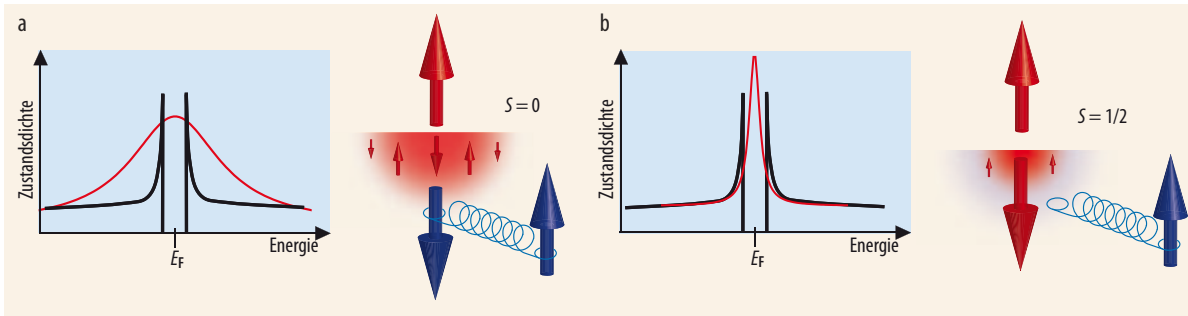 a
Zustandsdichte
E_F
Energie
S = 0
b
Zustandsdichte
E_F
Energie
S = 1/2